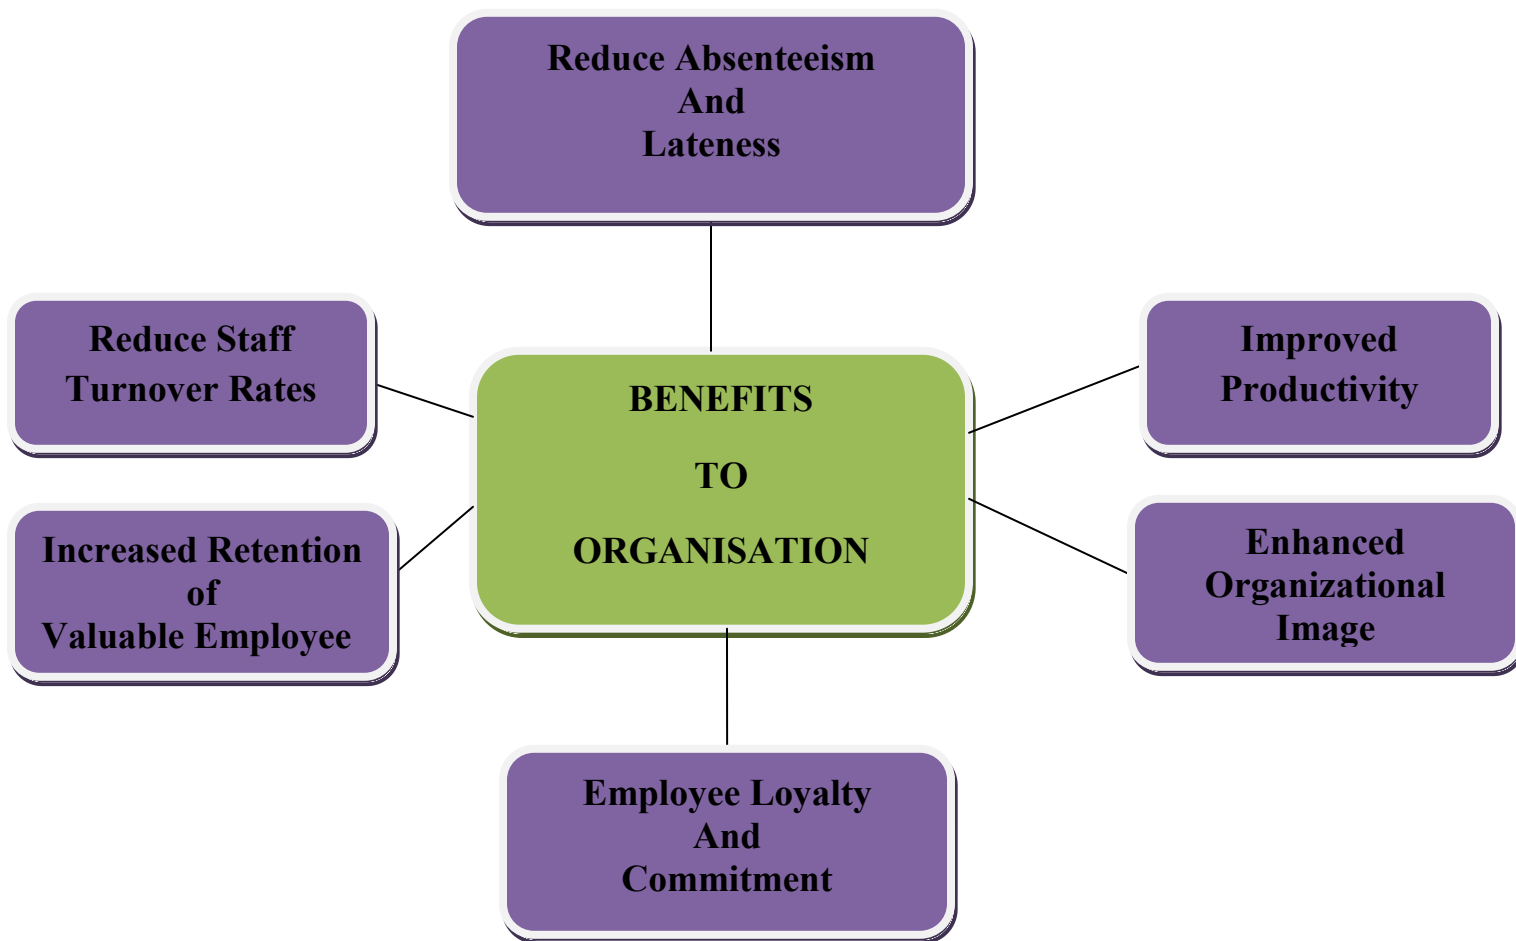 Reduce Absenteeism
And
Lateness
Reduce Staff
Turnover Rates
Improved
Productivity
BENEFITS
TO
ORGANISATION
Increased Retention
of
Valuable Employee
Enhanced
Organizational
Image
Employee Loyalty
And
Commitment